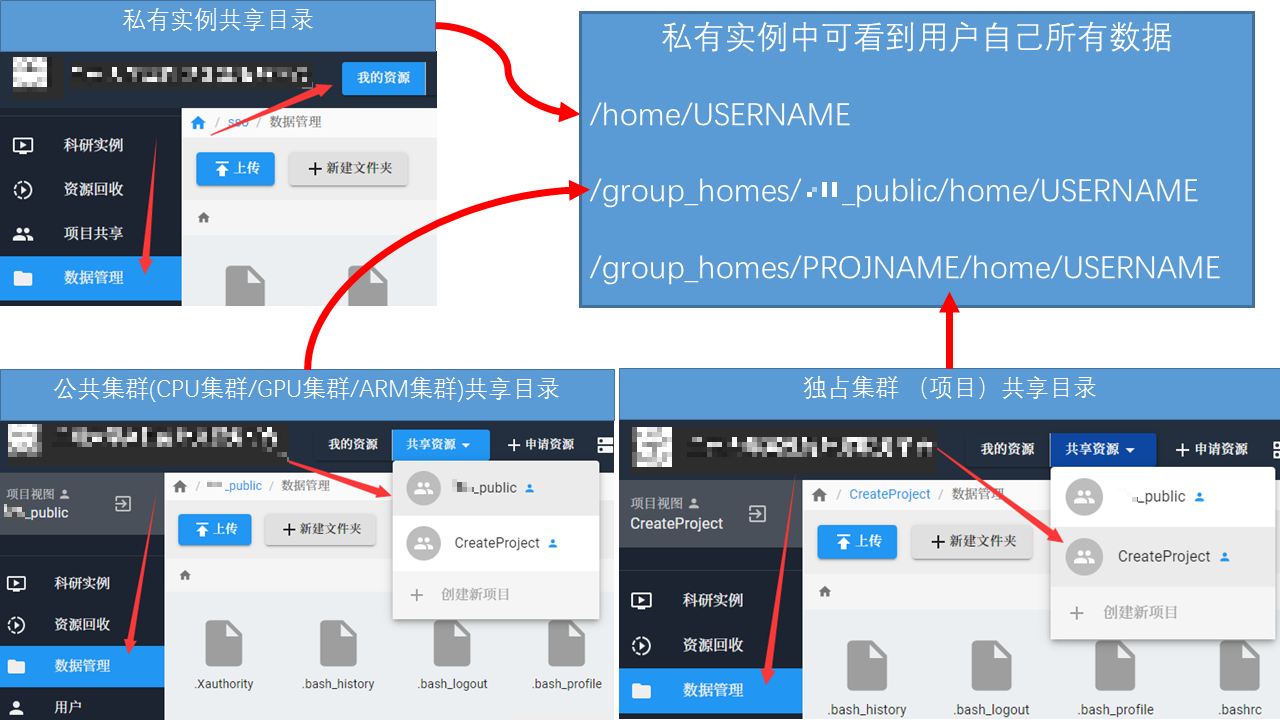 私有实例共享目录
我的资源
/ sso / 数据管理
科研实例
上传
+ 新建文件夹
资源回收
项目共享
数据管理
私有实例中可看到用户自己所有数据
/home/USERNAME
/group_homes/ _public/home/USERNAME
/group_homes/PROJNAME/home/USERNAME
公共集群(CPU集群/GPU集群/ARM集群)共享目录
我的资源
共享资源
+ 申请资源
项目视图
_public
/ _public / 数据管理
上传
+ 新建文件夹
_public
CreateProject
+ 创建新项目
科研实例
资源回收
数据管理
用户
.Xauthority
.bash_history
.bash_logout
.bash_profile
独占集群 （项目）共享目录
我的资源
共享资源
+ 申请资源
项目视图
CreateProject
/ CreateProject / 数据管理
上传
+ 新建文件夹
_public
CreateProject
+ 创建新项目
科研实例
资源回收
数据管理
.bash_history
.bash_logout
.bash_profile
.bashrc